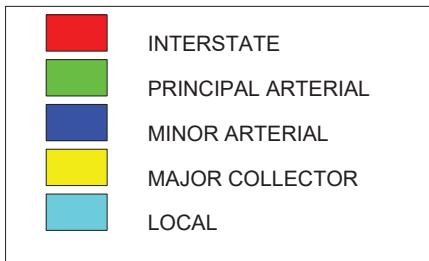 INTERSTATE
PRINCIPAL ARTERIAL
MINOR ARTERIAL
MAJOR COLLECTOR
LOCAL